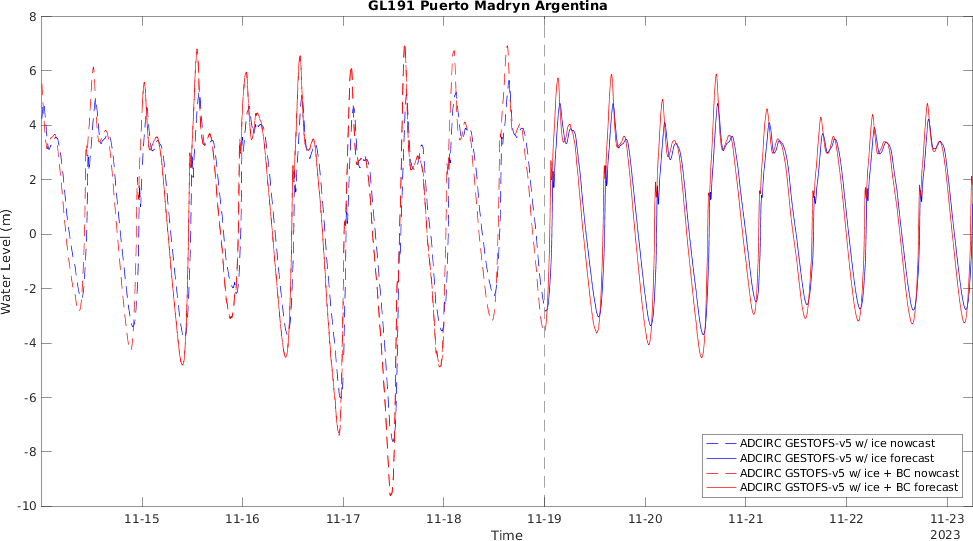 GL191 Puerto Madryn Argentina
8
6
4
2
0
-2
-4
-6
-8
-10
Water Level (m)
ADCIRC GESTOFS-v5 w/ ice nowcast
ADCIRC GESTOFS-v5 w/ ice forecast
ADCIRC GSTOFS-v5 w/ ice + BC nowcast
ADCIRC GSTOFS-v5 w/ ice + BC forecast
11-15 11-16 11-17 11-18 11-19 11-20 11-21 11-22 11-23
2023
Time